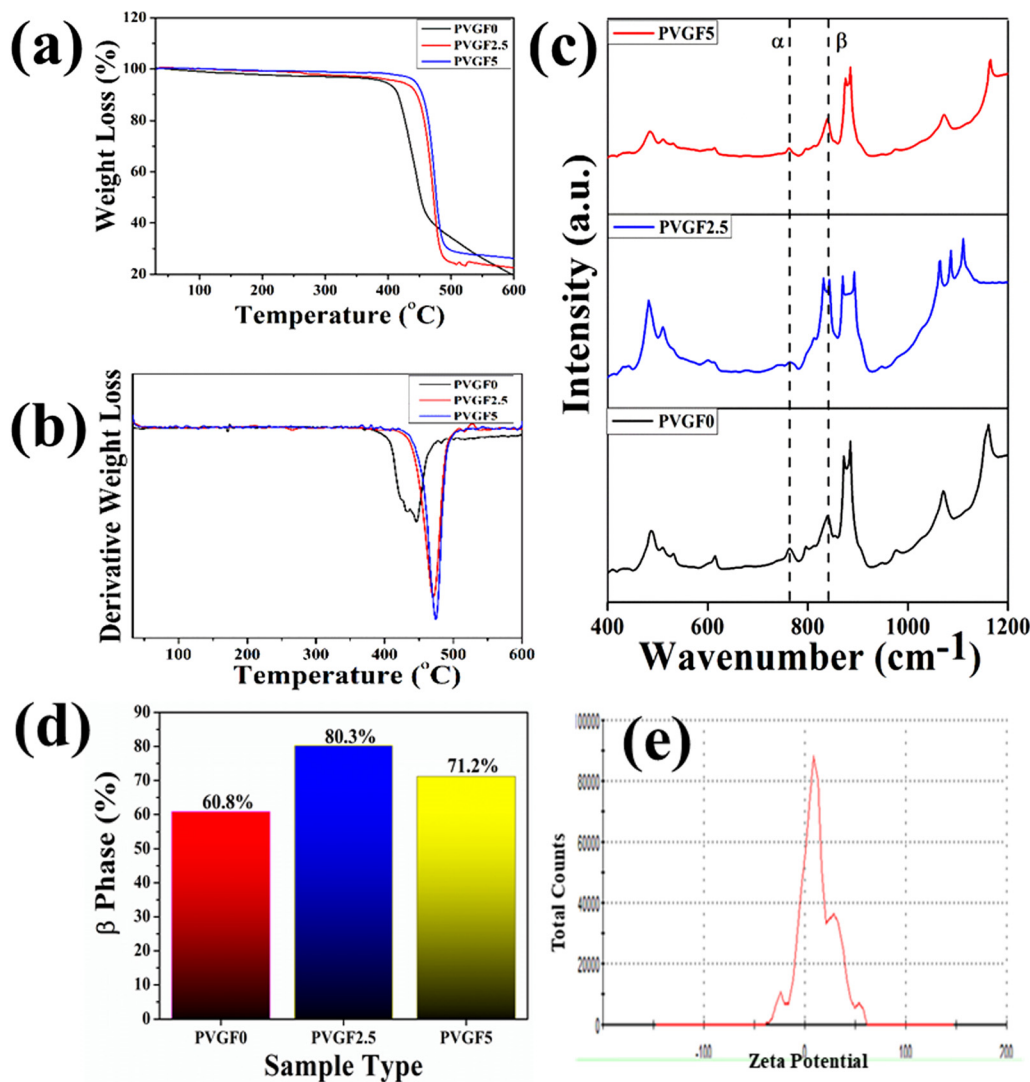 (a)
120
100
80
60
40
20
Weight Loss (%)
PVGF0
PVGF2.5
PVGF5
100 200 300 400 500 600
Temperature (°C)
(b)
Derivative Weight Loss
PVGF0
PVGF2.5
PVGF5
100 200 300 400 500 600
Temperature (°C)
(c)
α β
PVGF5
PVGF2.5
PVGF0
Intensity (a.u.)
400 600 800 1000 1200
Wavenumber (cm-1)
(d)
90
80
70
60
50
40
30
20
10
0
β Phase (%)
60.8%
80.3%
71.2%
PVGF0 PVGF2.5 PVGF5
Sample Type
(e)
100000
80000
60000
40000
20000
0
Total Counts
-100 0 100 200
Zeta Potential